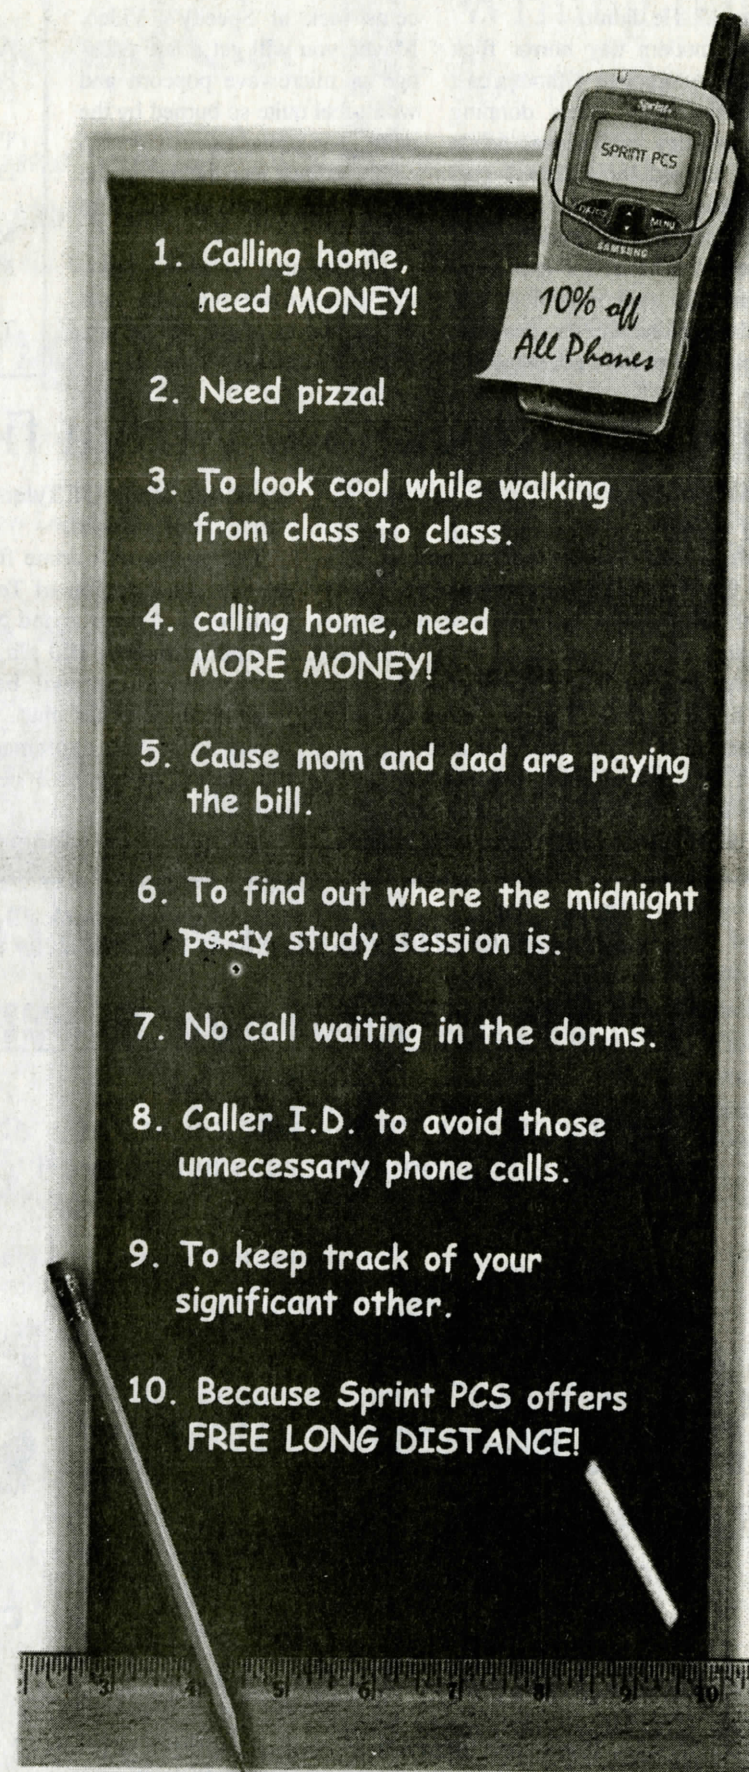 Sprint
SPRINT PCS
MENU
SAMSUNG
10% off
All Phones
1. Calling home,
need MONEY!
2. Need pizza!
3. To look cool while walking
from class to class.
4. calling home, need
MORE MONEY!
5. Cause mom and dad are paying
the bill.
6. To find out where the midnight
party study session is.
7. No call waiting in the dorms.
8. Caller I.D. to avoid those
unnecessary phone calls.
9. To keep track of your
significant other.
10. Because Sprint PCS offers
FREE LONG DISTANCE!
3 4 5 6 7 8 9 10